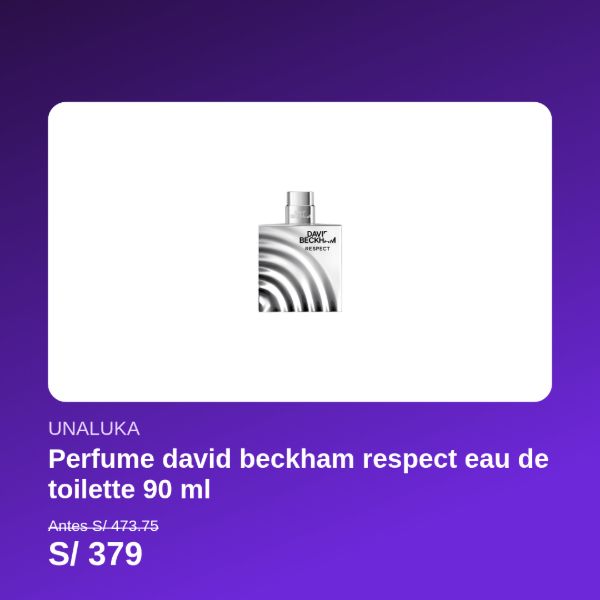 DAVID
BECKHAM
RESPECT
UNALUKA
Perfume david beckham respect eau de
toilette 90 ml
Antes S/ 473.75
S/ 379